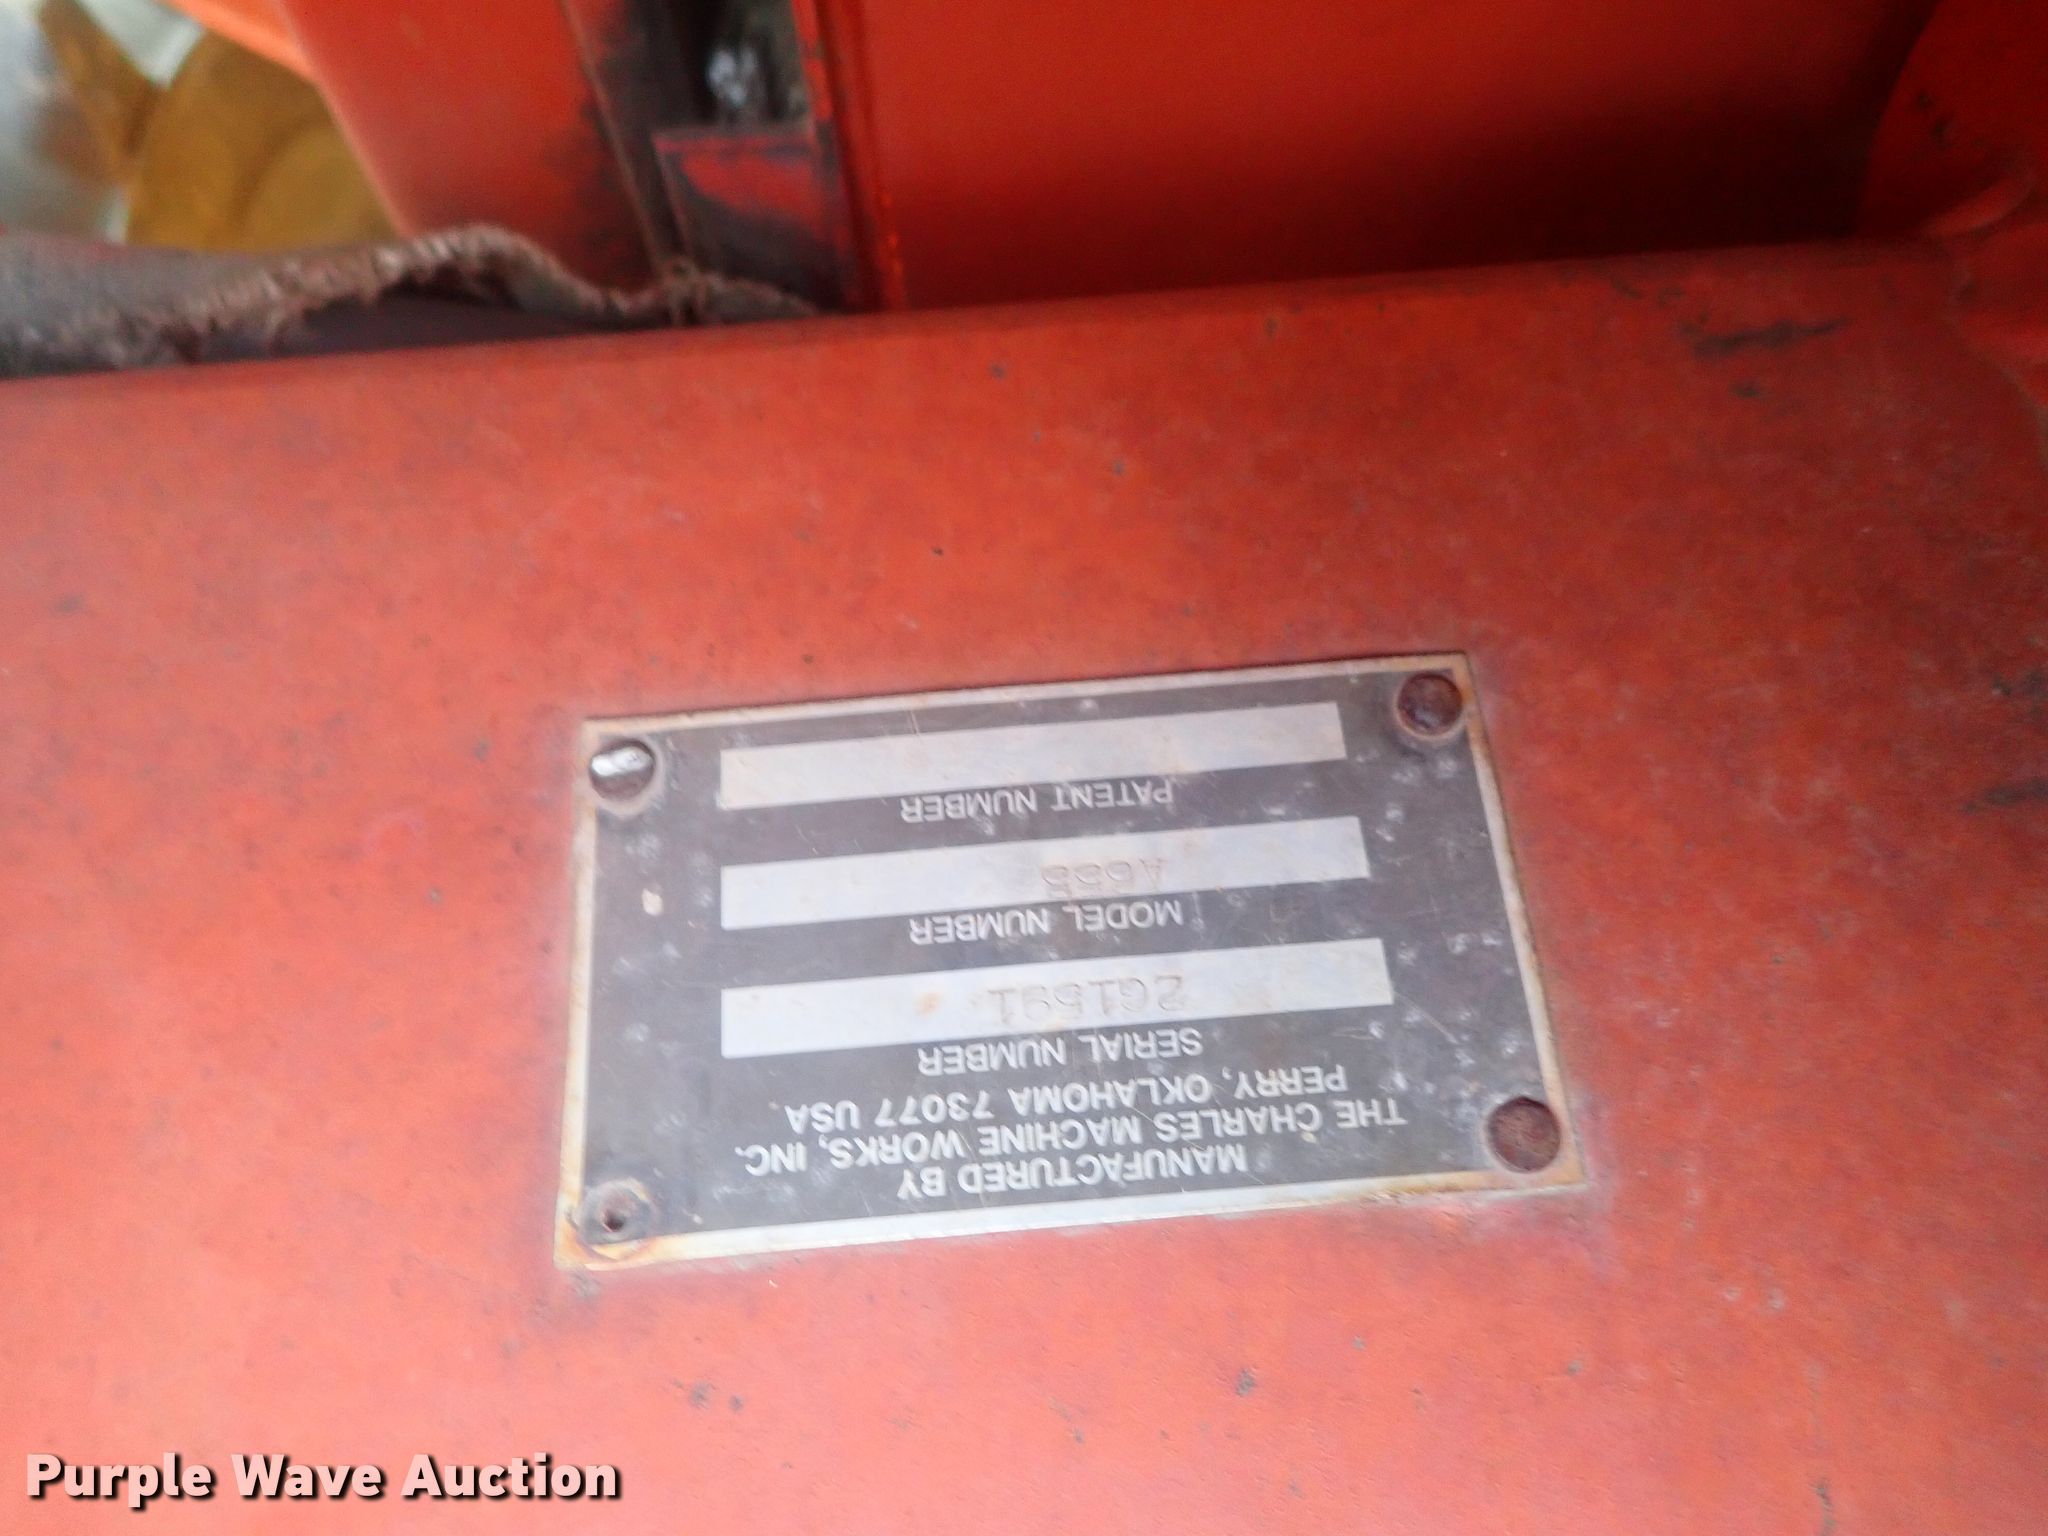 MANUFACTURED BY
THE CHARLES MACHINE WORKS, INC.
PERRY, OKLAHOMA 73077 USA
SERIAL NUMBER
2G1591
MODEL NUMBER
PATENT NUMBER
Purple Wave Auction